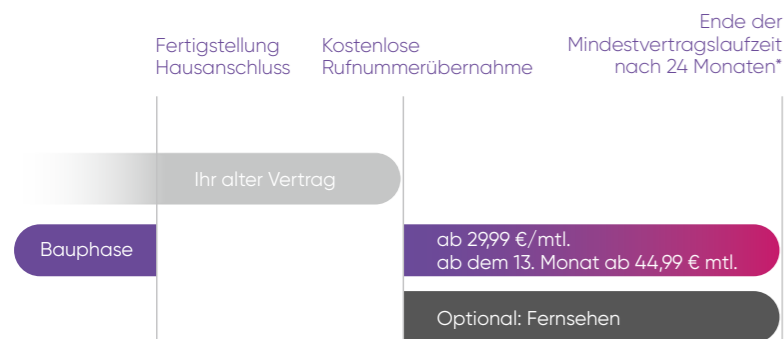 Fertigstellung
Hausanschluss
Kostenlose
Rufnummerübernahme
Ende der
Mindestvertragslaufzeit
nach 24 Monaten*
Ihr alter Vertrag
Bauphase
ab 29,99 €/mtl.
ab dem 13. Monat ab 44,99 € mtl.
Optional: Fernsehen